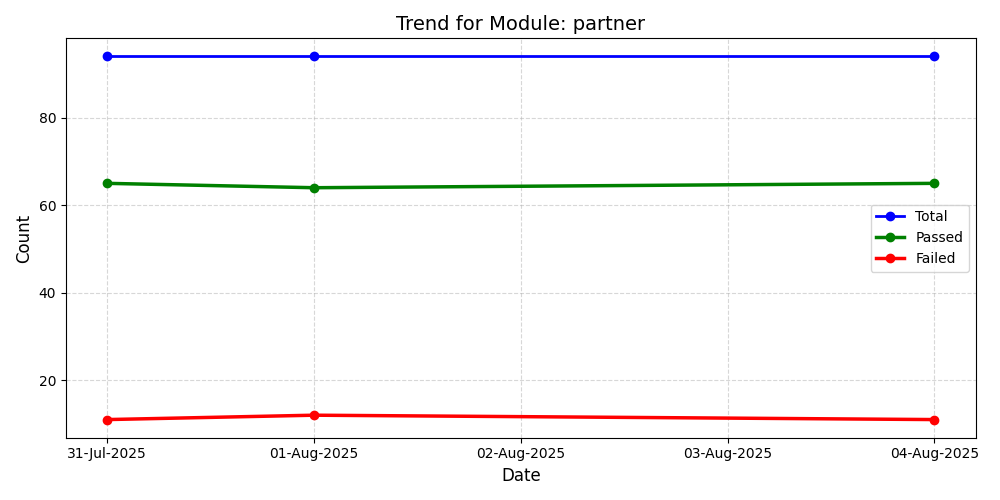 Trend for Module: partner
Count
80
60
40
20
Total
Passed
Failed
31-Jul-2025 01-Aug-2025 02-Aug-2025 03-Aug-2025 04-Aug-2025
Date